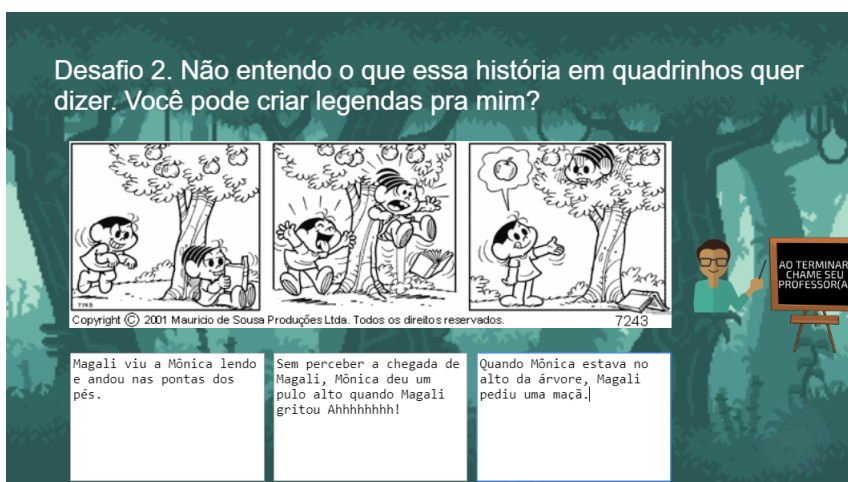 Desafio 2. Não entendo o que essa história em quadrinhos quer
dizer. Você pode criar legendas pra mim?
7243
Copyright © 2001 Mauricio de Sousa Produções Ltda. Todos os direitos reservados.
7243
AO TERMINAR
CHAME SEU
PROFESSOR(A)
Magali viu a Mônica lendo
e andou nas pontas dos
pés.
Sem perceber a chegada de
Magali, Mônica deu um
pulo alto quando Magali
gritou Ahhhhhhhh!
Quando Mônica estava no
alto da árvore, Magali
pediu uma maçã.